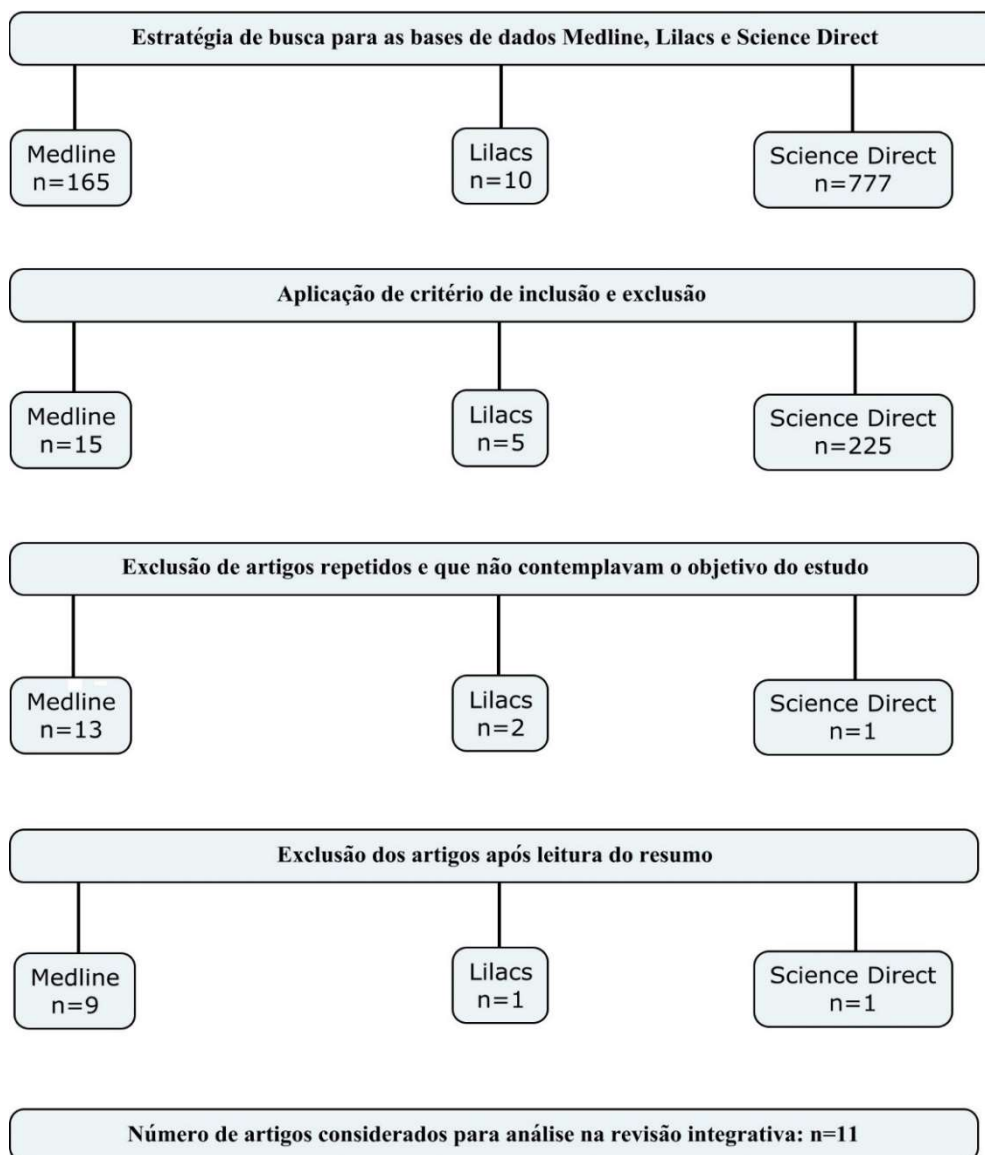 Estratégia de busca para as bases de dados Medline, Lilacs e Science Direct
Medline
n=165
Lilacs
n=10
Science Direct
n=777
Aplicação de critério de inclusão e exclusão
Medline
n=15
Lilacs
n=5
Science Direct
n=225
Exclusão de artigos repetidos e que não contemplavam o objetivo do estudo
Medline
n=13
Lilacs
n=2
Science Direct
n=1
Exclusão dos artigos após leitura do resumo
Medline
n=9
Lilacs
n=1
Science Direct
n=1
Número de artigos considerados para análise na revisão integrativa: n=11